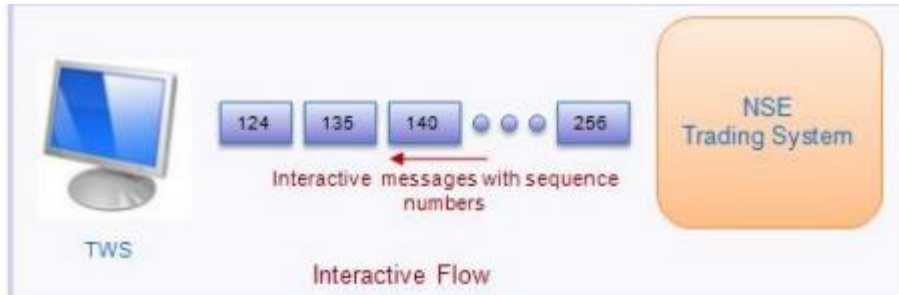 NSE
Trading System
124 135 140 256
Interactive messages with sequence
numbers
TWS
Interactive Flow